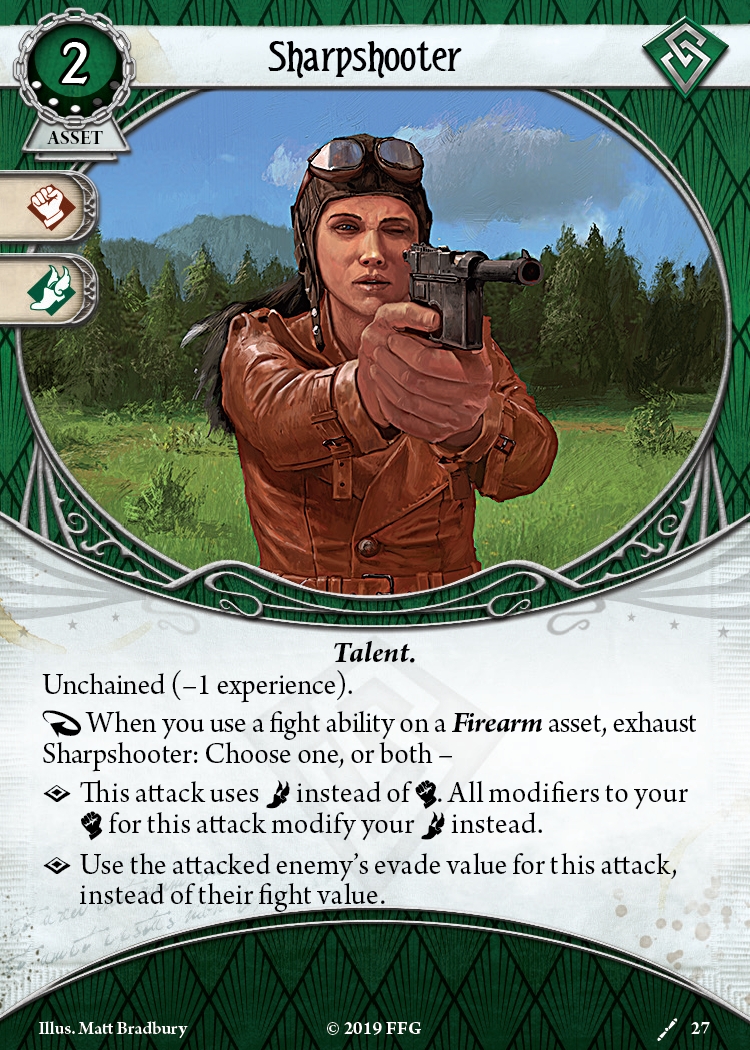 2
Sharpshooter
ASSET
Talent.
Unchained (–1 experience).
When you use a fight ability on a Firearm asset, exhaust
Sharpshooter: Choose one, or both –
This attack uses instead of . All modifiers to your
for this attack modify your instead.
Use the attacked enemy's evade value for this attack,
instead of their fight value.
Illus. Matt Bradbury
© 2019 FFG
27